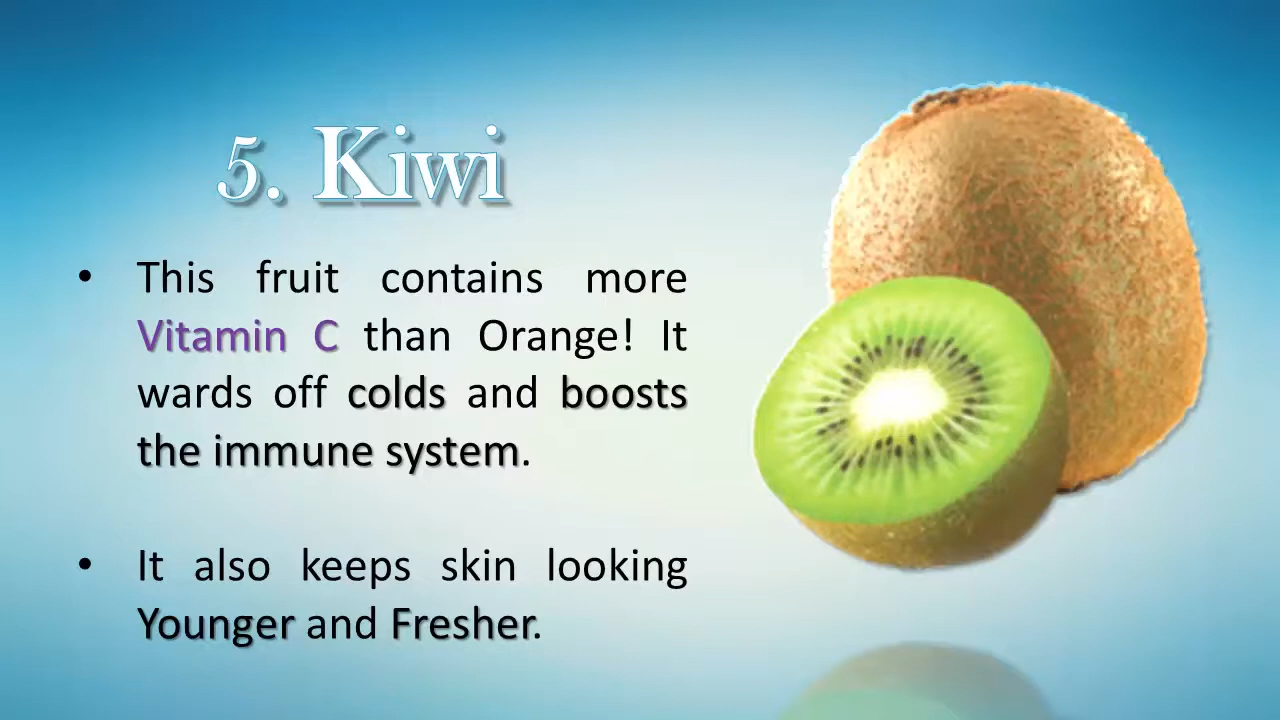 5. Kiwi
• This fruit contains more
Vitamin C than Orange! It
wards off colds and boosts
the immune system.
• It also keeps skin looking
Younger and Fresher.